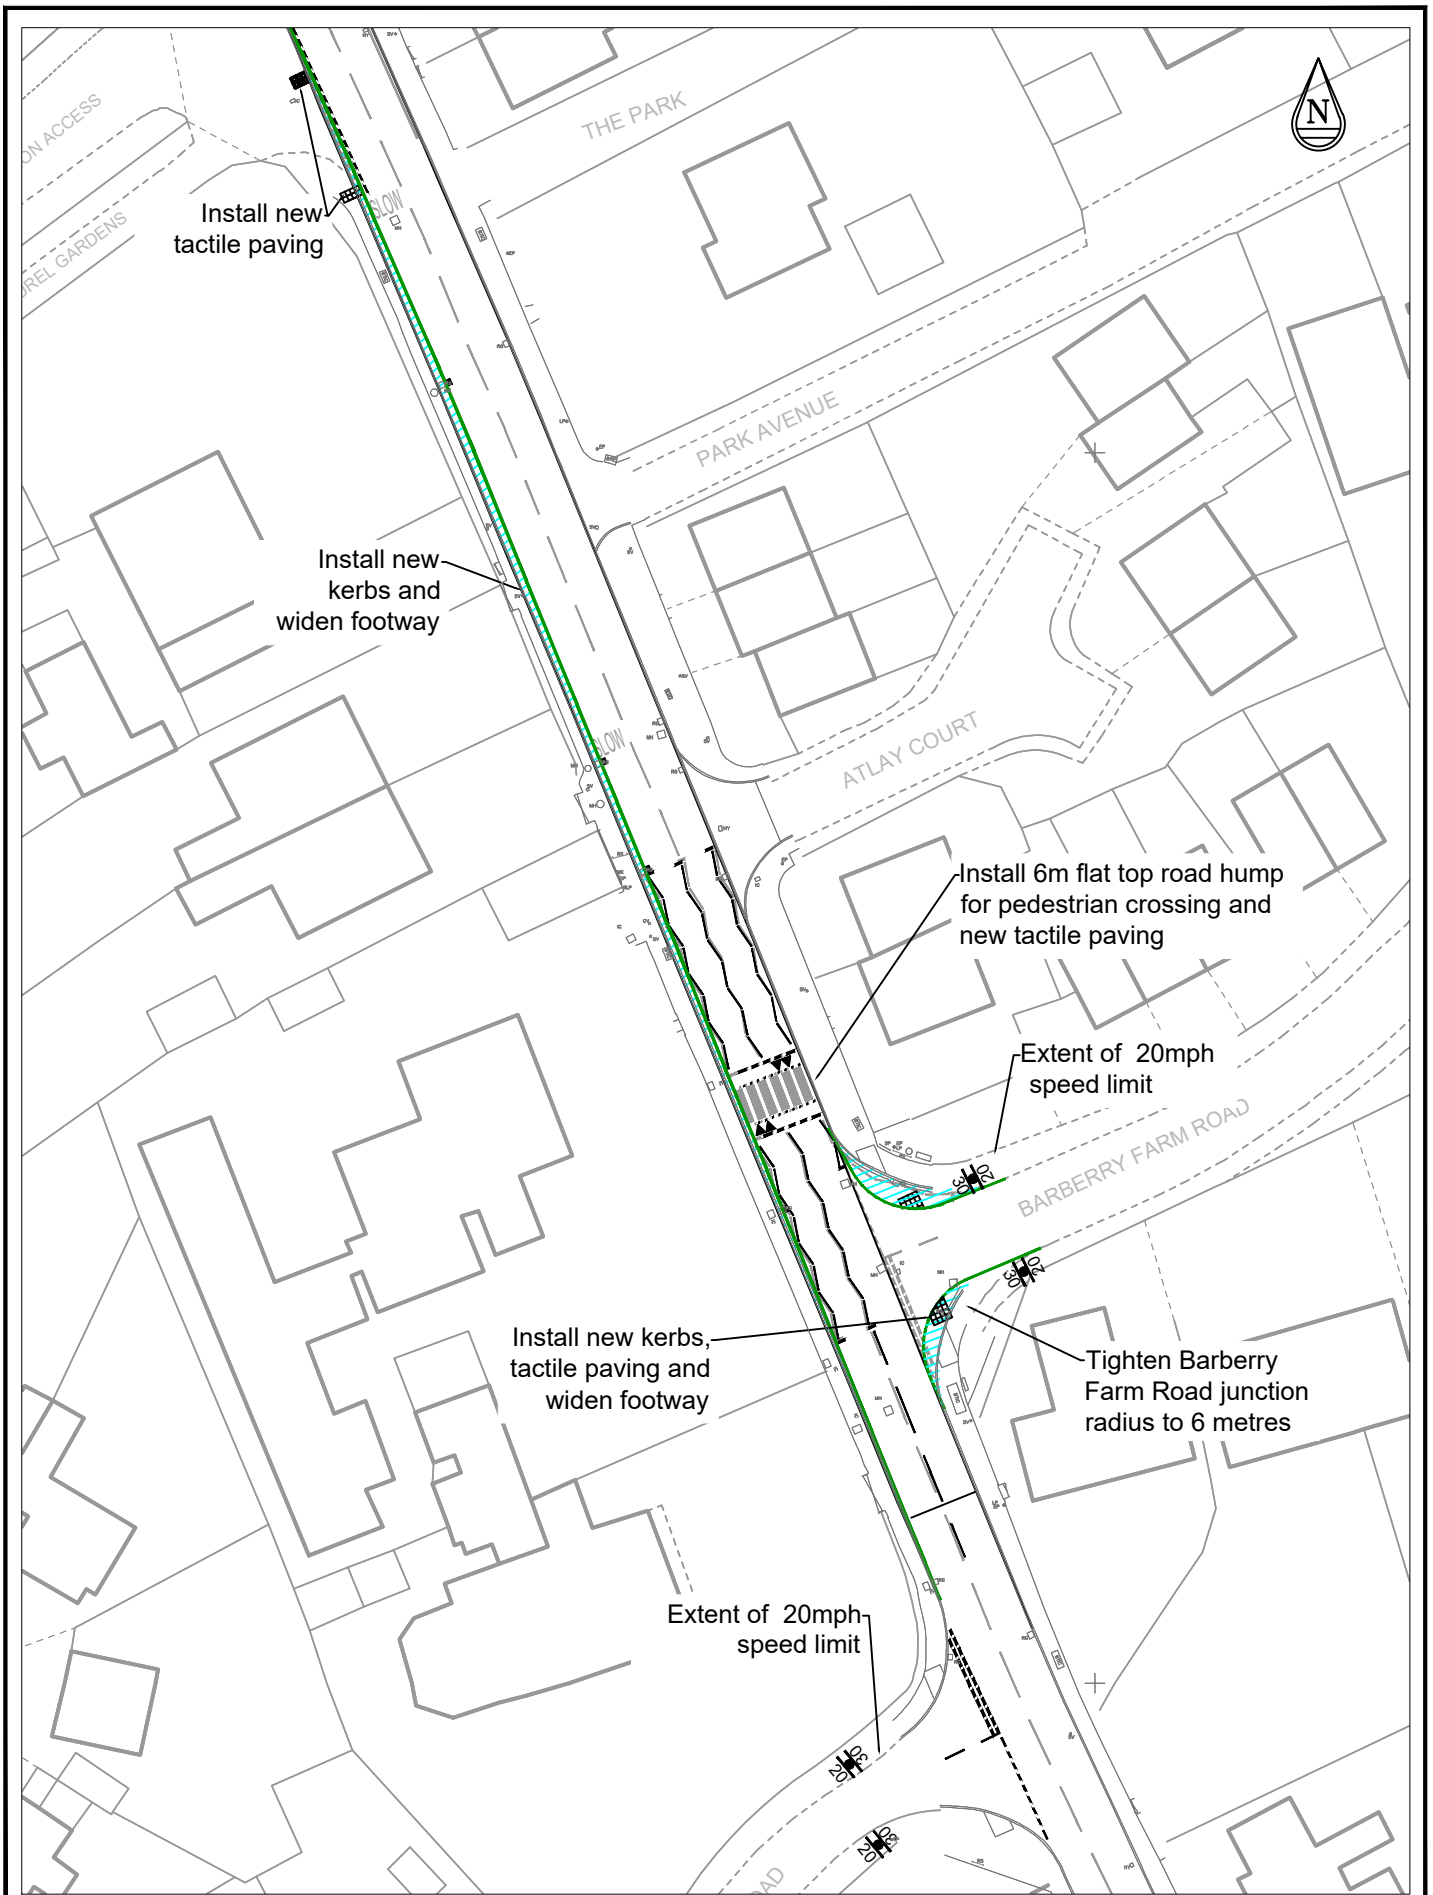 N
THE PARK
ON ACCESS
Install new
tactile paving
SLOW
REL GARDENS
PARK AVENUE
Install new
kerbs and
widen footway
SLOW
ATLAY COURT
Install 6m flat top road hump
for pedestrian crossing and
new tactile paving
Extent of 20mph
speed limit
BARBERRY FARM ROAD
30
20
30
20
Install new kerbs,
tactile paving and
widen footway
Tighten Barberry
Farm Road junction
radius to 6 metres
Extent of 20mph
speed limit
20
30
20
30
OAD